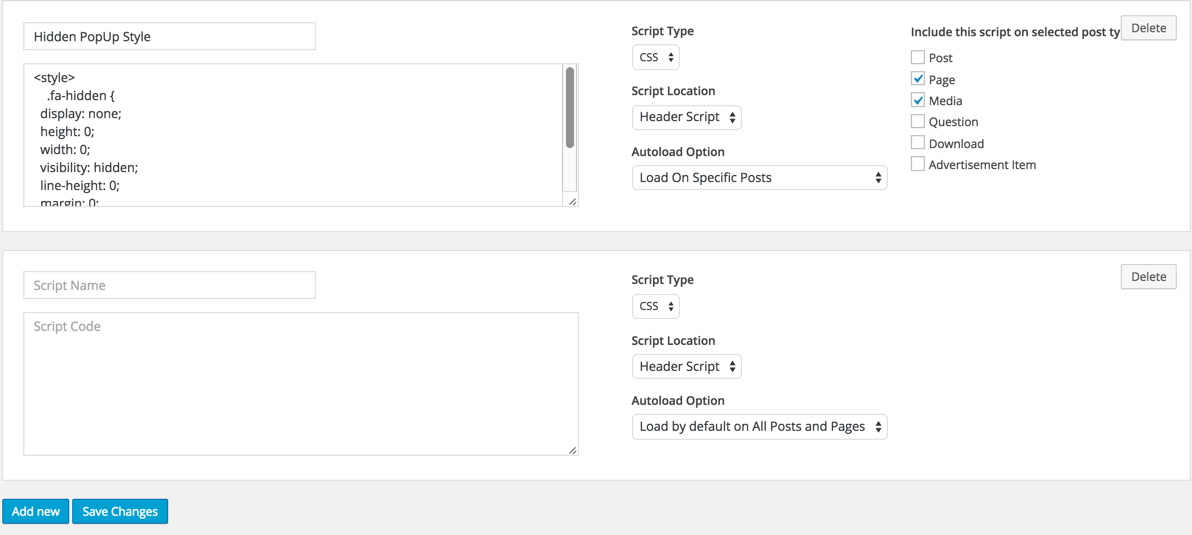 Hidden PopUp Style
<style>
.fa-hidden {
display: none;
height: 0;
width: 0;
visibility: hidden;
line-height: 0;
margin: 0;
Script Type
CSS
Script Location
Header Script
Autoload Option
Load On Specific Posts
Include this script on selected post ty
Delete
Post
Page
Media
Question
Download
Advertisement Item
Script Name
Script Code
Script Type
CSS
Script Location
Header Script
Autoload Option
Load by default on All Posts and Pages
Delete
Add new
Save Changes